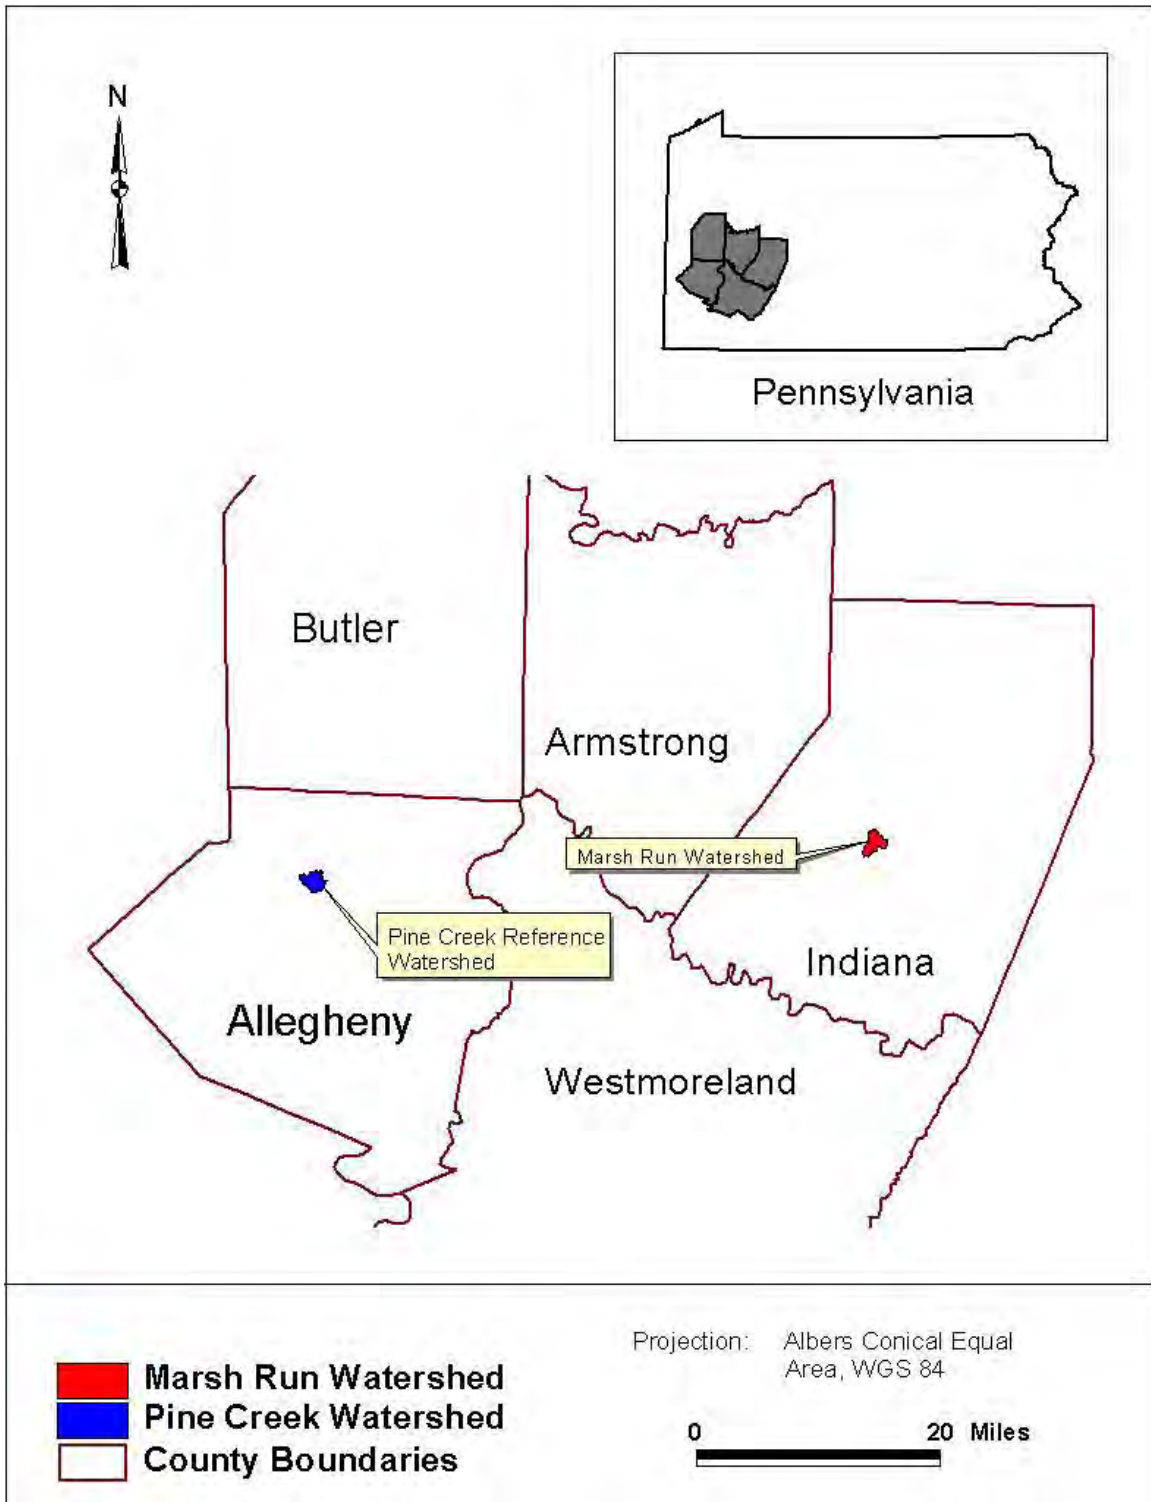 N
Pennsylvania
Butler
Armstrong
Marsh Run Watershed
Pine Creek Reference
Watershed
Indiana
Allegheny
Westmoreland
Projection: Albers Conical Equal
Area, WGS 84
Marsh Run Watershed
Pine Creek Watershed
County Boundaries
0 20 Miles